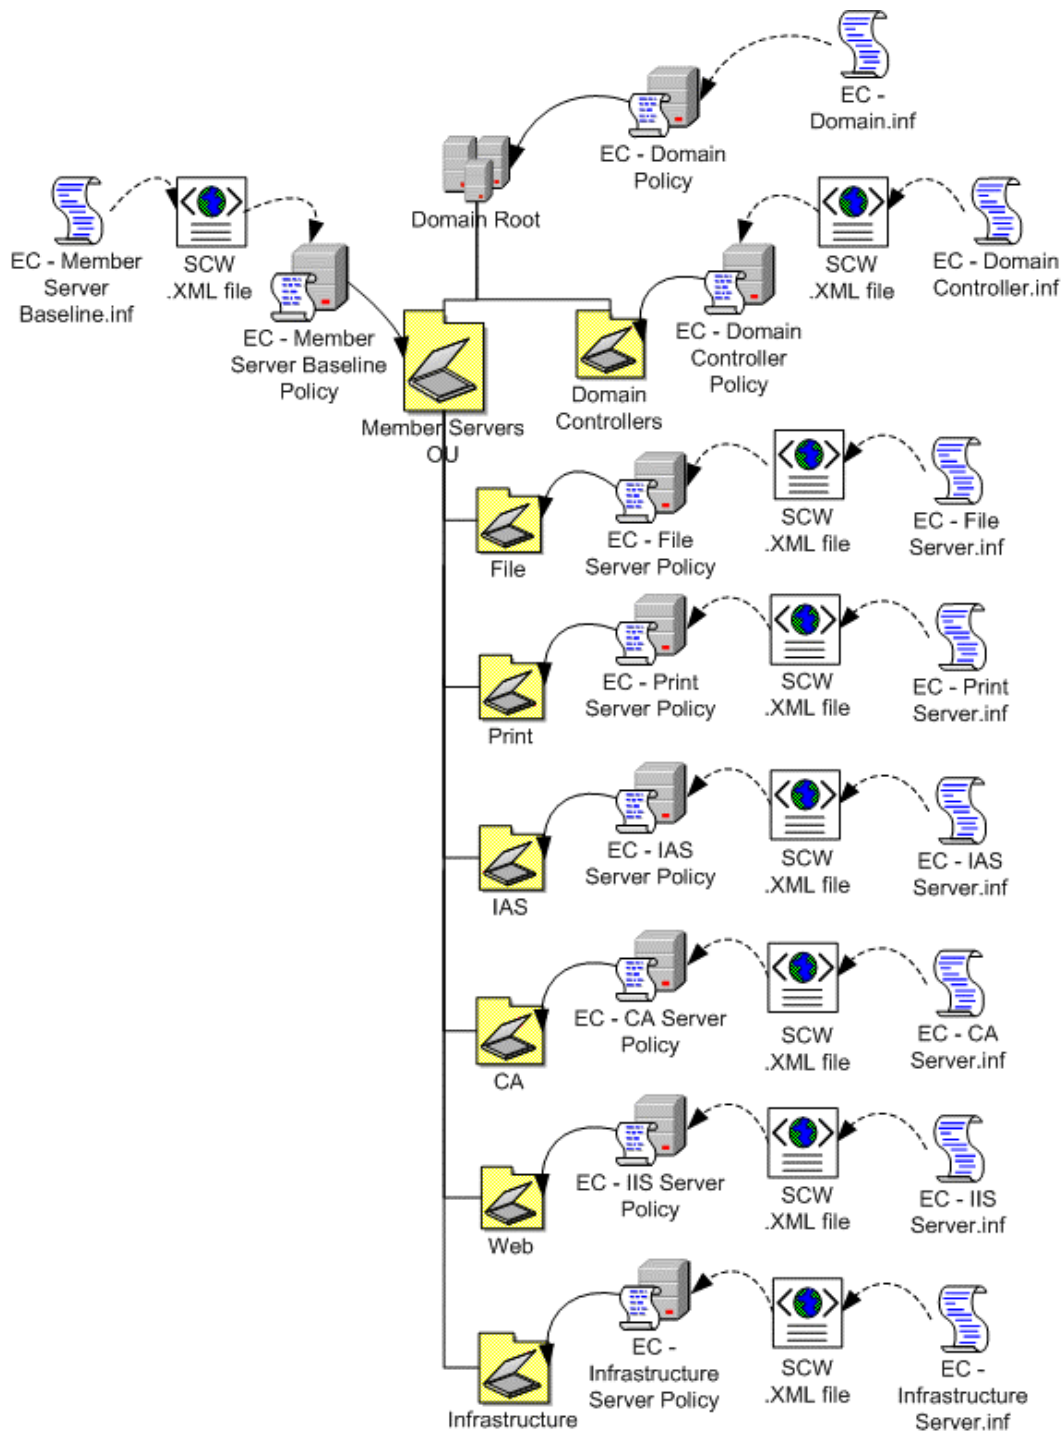 EC -
Domain.inf
EC - Domain
Policy
Domain Root
EC - Member
Server
Baseline.inf
SCW
.XML file
EC - Member
Server Baseline
Policy
SCW
.XML file
EC - Domain
Controller.inf
EC - Domain
Controller
Policy
Domain
Controllers
Member Servers
OU
File
EC - File
Server Policy
SCW
.XML file
EC - File
Server.inf
Print
EC - Print
Server Policy
SCW
.XML file
EC - Print
Server.inf
IAS
EC - IAS
Server Policy
SCW
.XML file
EC - IAS
Server.inf
CA
EC - CA Server
Policy
SCW
.XML file
EC - CA
Server.inf
Web
EC - IIS Server
Policy
SCW
.XML file
EC - IIS
Server.inf
Infrastructure
EC -
Infrastructure
Server Policy
SCW
.XML file
EC -
Infrastructure
Server.inf